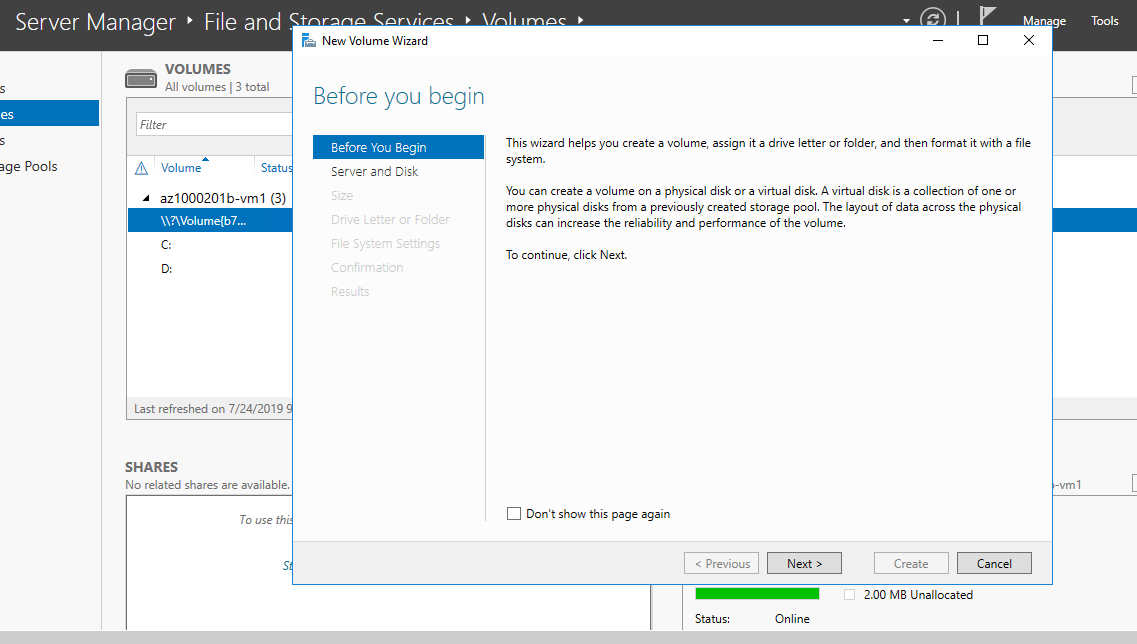 Server Manager ‣ File and Storage Services ‣ Volumes ‣
Manage Tools
New Volume Wizard
Before you begin
Before You Begin
Server and Disk
Size
Drive Letter or Folder
File System Settings
Confirmation
Results
This wizard helps you create a volume, assign it a drive letter or folder, and then format it with a file
system.
You can create a volume on a physical disk or a virtual disk. A virtual disk is a collection of one or
more physical disks from a previously created storage pool. The layout of data across the physical
disks can increase the reliability and performance of the volume.
To continue, click Next.
Don't show this page again
< Previous Next > Create Cancel
s
es
s
age Pools
VOLUMES
All volumes | 3 total
Filter
Volume Status
az1000201b-vm1 (3)
\\?\Volume{b7...
C:
D:
Last refreshed on 7/24/2019 9
SHARES
No related shares are available.
To use this
St
-vm1
2.00 MB Unallocated
Status: Online